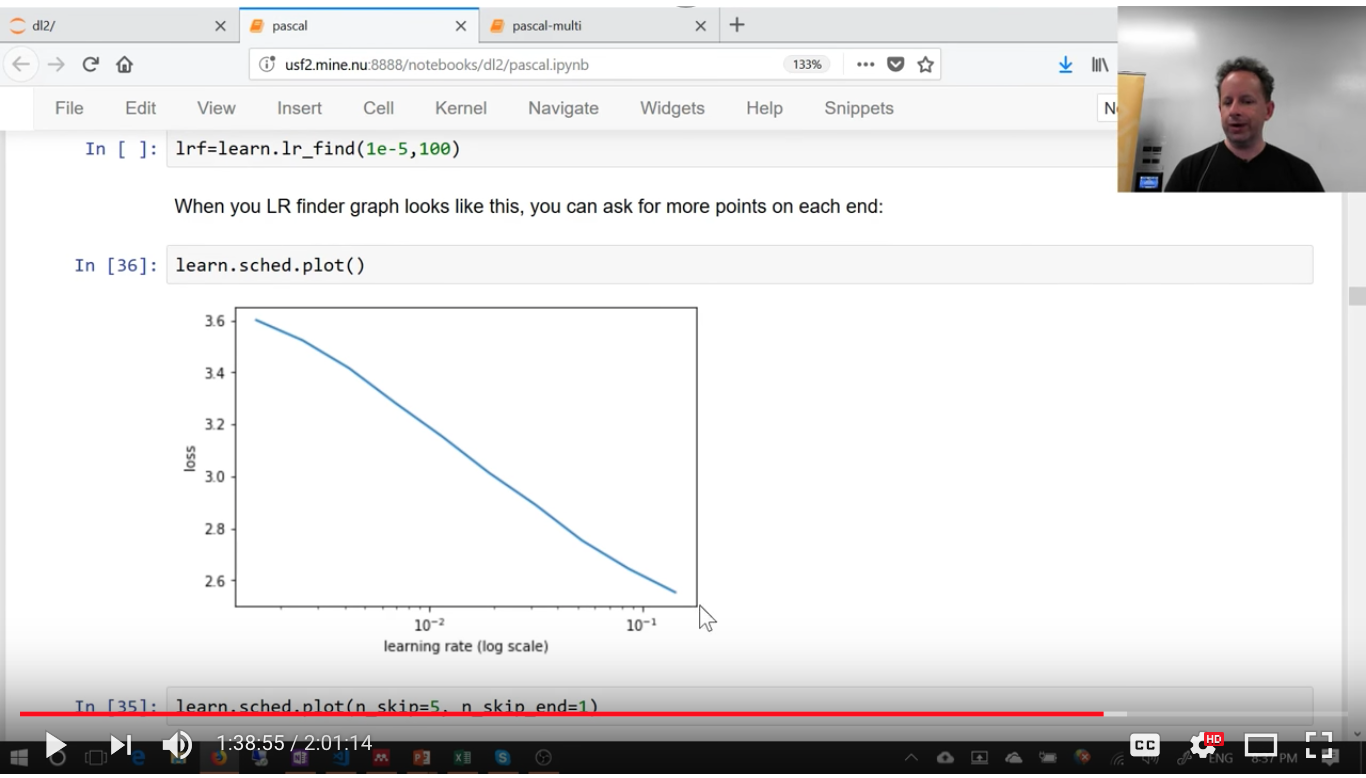 dl2/
pascal
pascal-multi
usf2.mine.nu:8888/notebooks/dl2/pascal.ipynb
133%
File Edit View Insert Cell Kernel Navigate Widgets Help Snippets
In [ ]: lrf=learn.lr_find(1e-5,100)
When you LR finder graph looks like this, you can ask for more points on each end:
In [36]: learn.sched.plot()
3.6
3.4
3.2
3.0
2.8
2.6
loss
10⁻² 10⁻¹
learning rate (log scale)
In [35]: learn.sched.plot(n_skip=5, n_skip_end=1)
1:38:55 / 2:01:14
CC
HD
ENG
8:37 PM